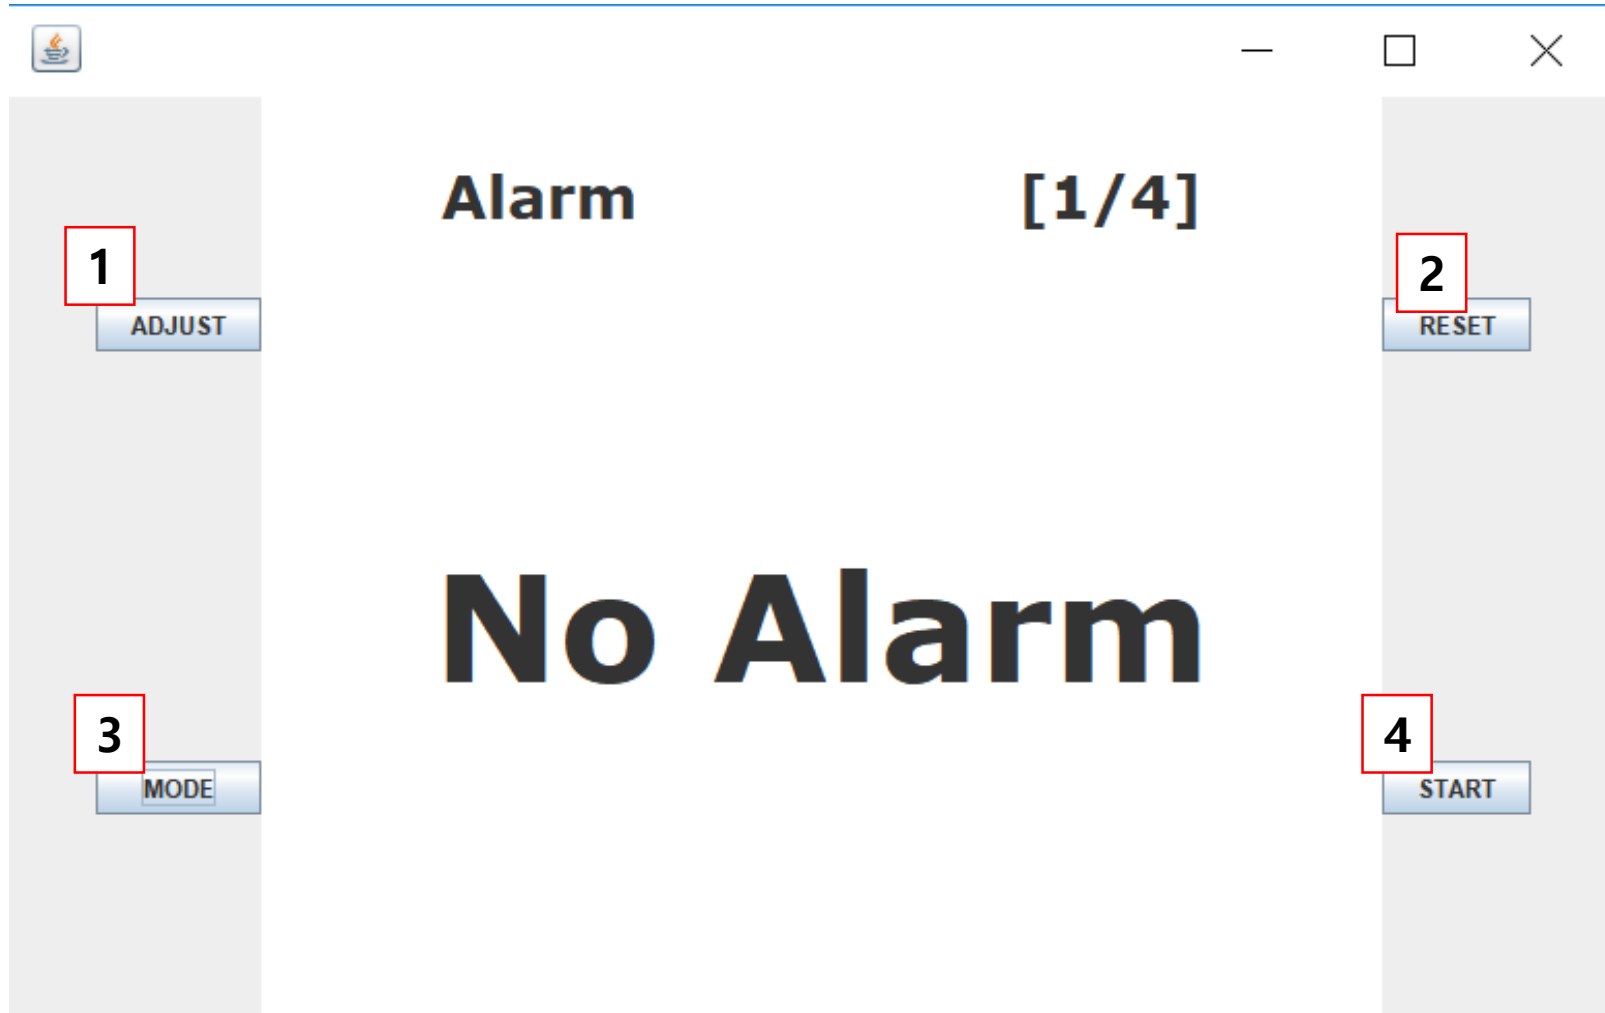 Alarm [1/4]
1 2
ADJUST RESET
No Alarm
3 4
MODE START